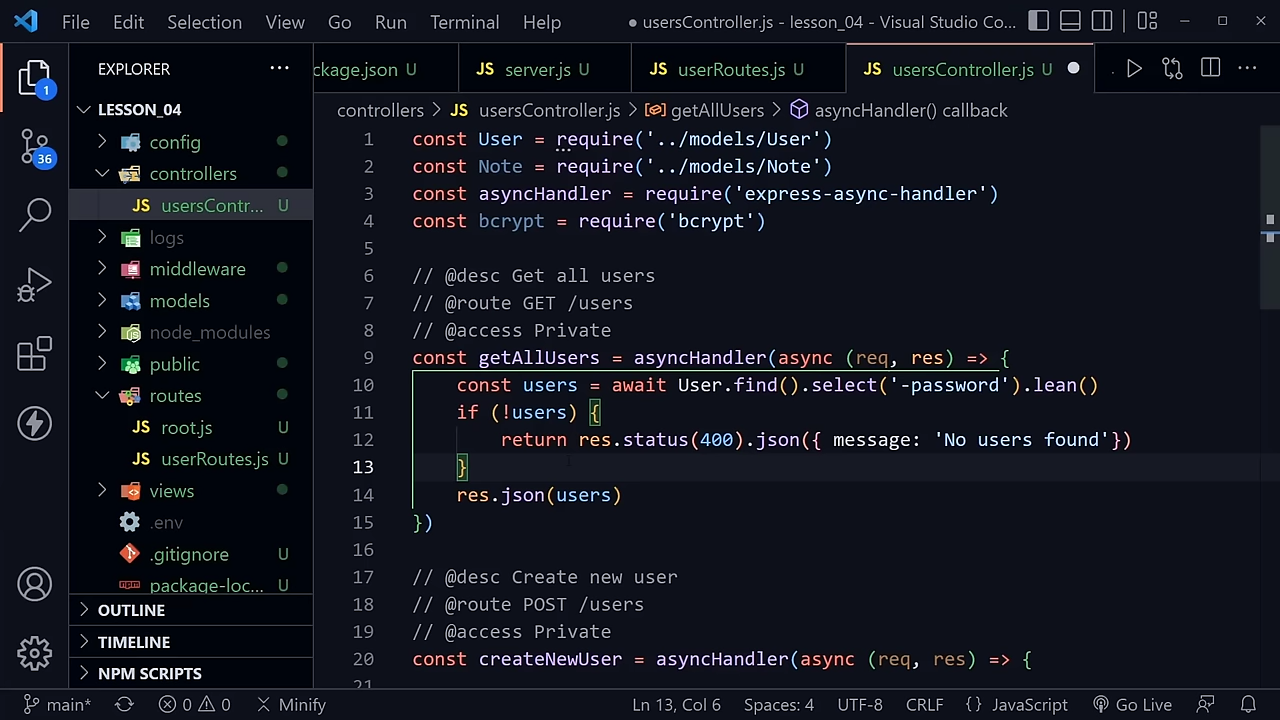 File Edit Selection View Go Run Terminal Help ● usersController.js - lesson_04 - Visual Studio Co...
EXPLORER ...
ckage.json U JS server.js U JS userRoutes.js U JS usersController.js U
controllers > JS usersController.js > getAllUsers > asyncHandler() callback
1
36
LESSON_04
config
controllers
JS usersContr... U
logs
middleware
models
node_modules
public
routes
JS root.js U
JS userRoutes.js U
views
.env
.gitignore U
package-loc... U
OUTLINE
TIMELINE
NPM SCRIPTS
1 const User = require('../models/User')
2 const Note = require('../models/Note')
3 const asyncHandler = require('express-async-handler')
4 const bcrypt = require('bcrypt')
5
6 // @desc Get all users
7 // @route GET /users
8 // @access Private
9 const getAllUsers = asyncHandler(async (req, res) => {
10 const users = await User.find().select('-password').lean()
11 if (!users) {
12 return res.status(400).json({ message: 'No users found'})
13 }
14 res.json(users)
15 })
16
17 // @desc Create new user
18 // @route POST /users
19 // @access Private
20 const createNewUser = asyncHandler(async (req, res) => {
21
main* 0 0 Minify Ln 13, Col 6 Spaces: 4 UTF-8 CRLF {} JavaScript Go Live